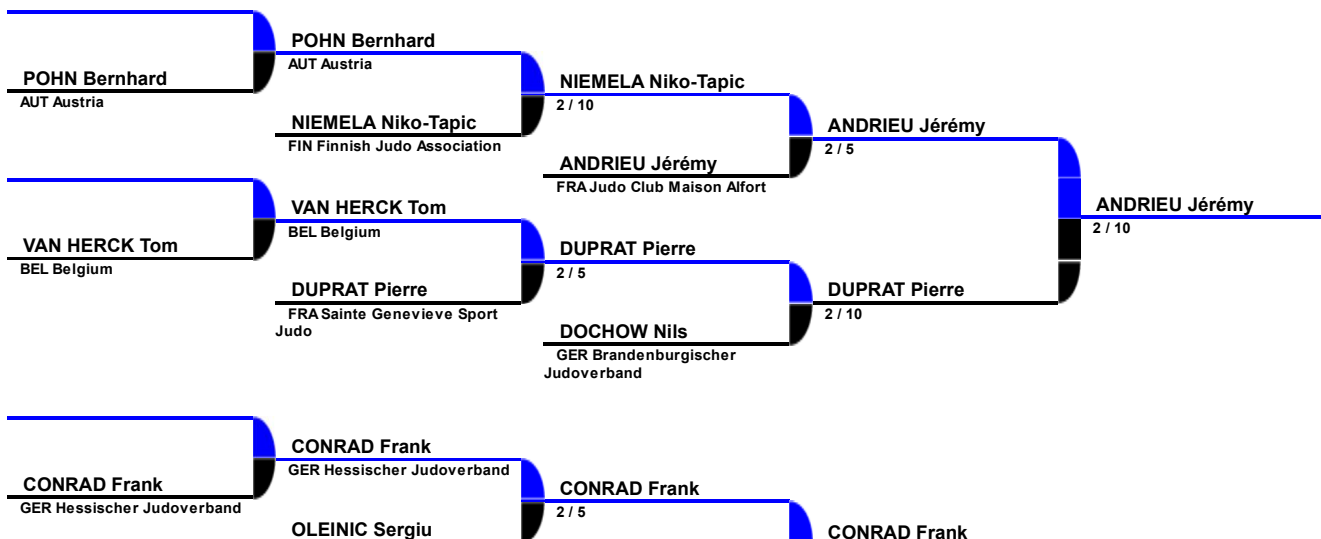 POHN Bernhard
AUT Austria
POHN Bernhard
AUT Austria
NIEMELA Niko-Tapic
FIN Finnish Judo Association
NIEMELA Niko-Tapic
2 / 10
ANDRIEU Jérémy
FRA Judo Club Maison Alfort
ANDRIEU Jérémy
2 / 5
VAN HERCK Tom
BEL Belgium
VAN HERCK Tom
BEL Belgium
DUPRAT Pierre
FRA Sainte Genevieve Sport
Judo
DUPRAT Pierre
2 / 5
DOCHOW Nils
GER Brandenburgischer
Judoverband
DUPRAT Pierre
2 / 10
ANDRIEU Jérémy
2 / 10
CONRAD Frank
GER Hessischer Judoverband
CONRAD Frank
GER Hessischer Judoverband
OLEINIC Sergiu
CONRAD Frank
2 / 5
CONRAD Frank